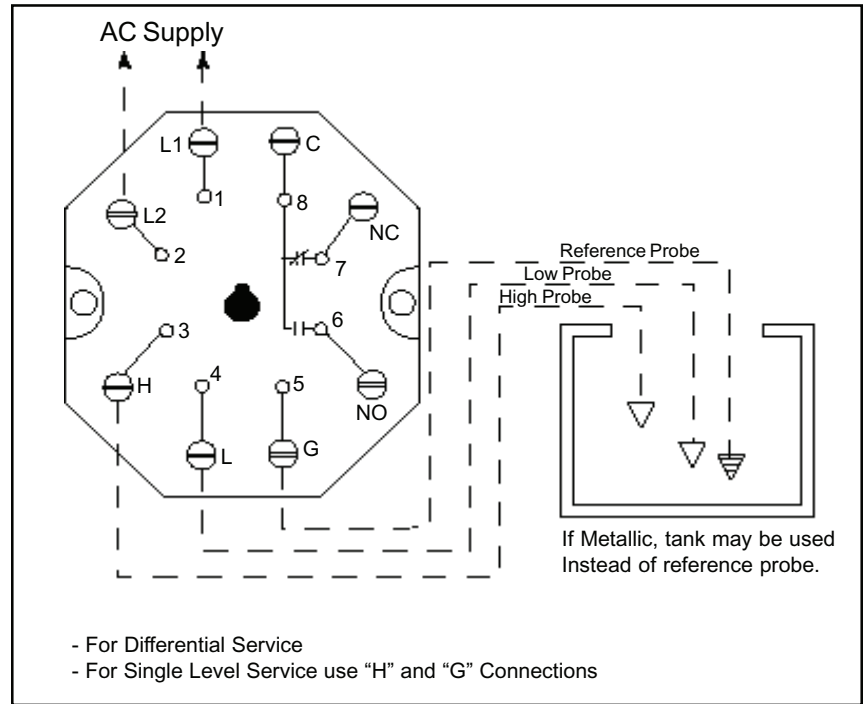 AC Supply
L1
C
1
8
L2
NC
2
7
Reference Probe
Low Probe
High Probe
3
6
H
4
5
NO
L
G
If Metallic, tank may be used
Instead of reference probe.
- For Differential Service
- For Single Level Service use “H” and “G” Connections